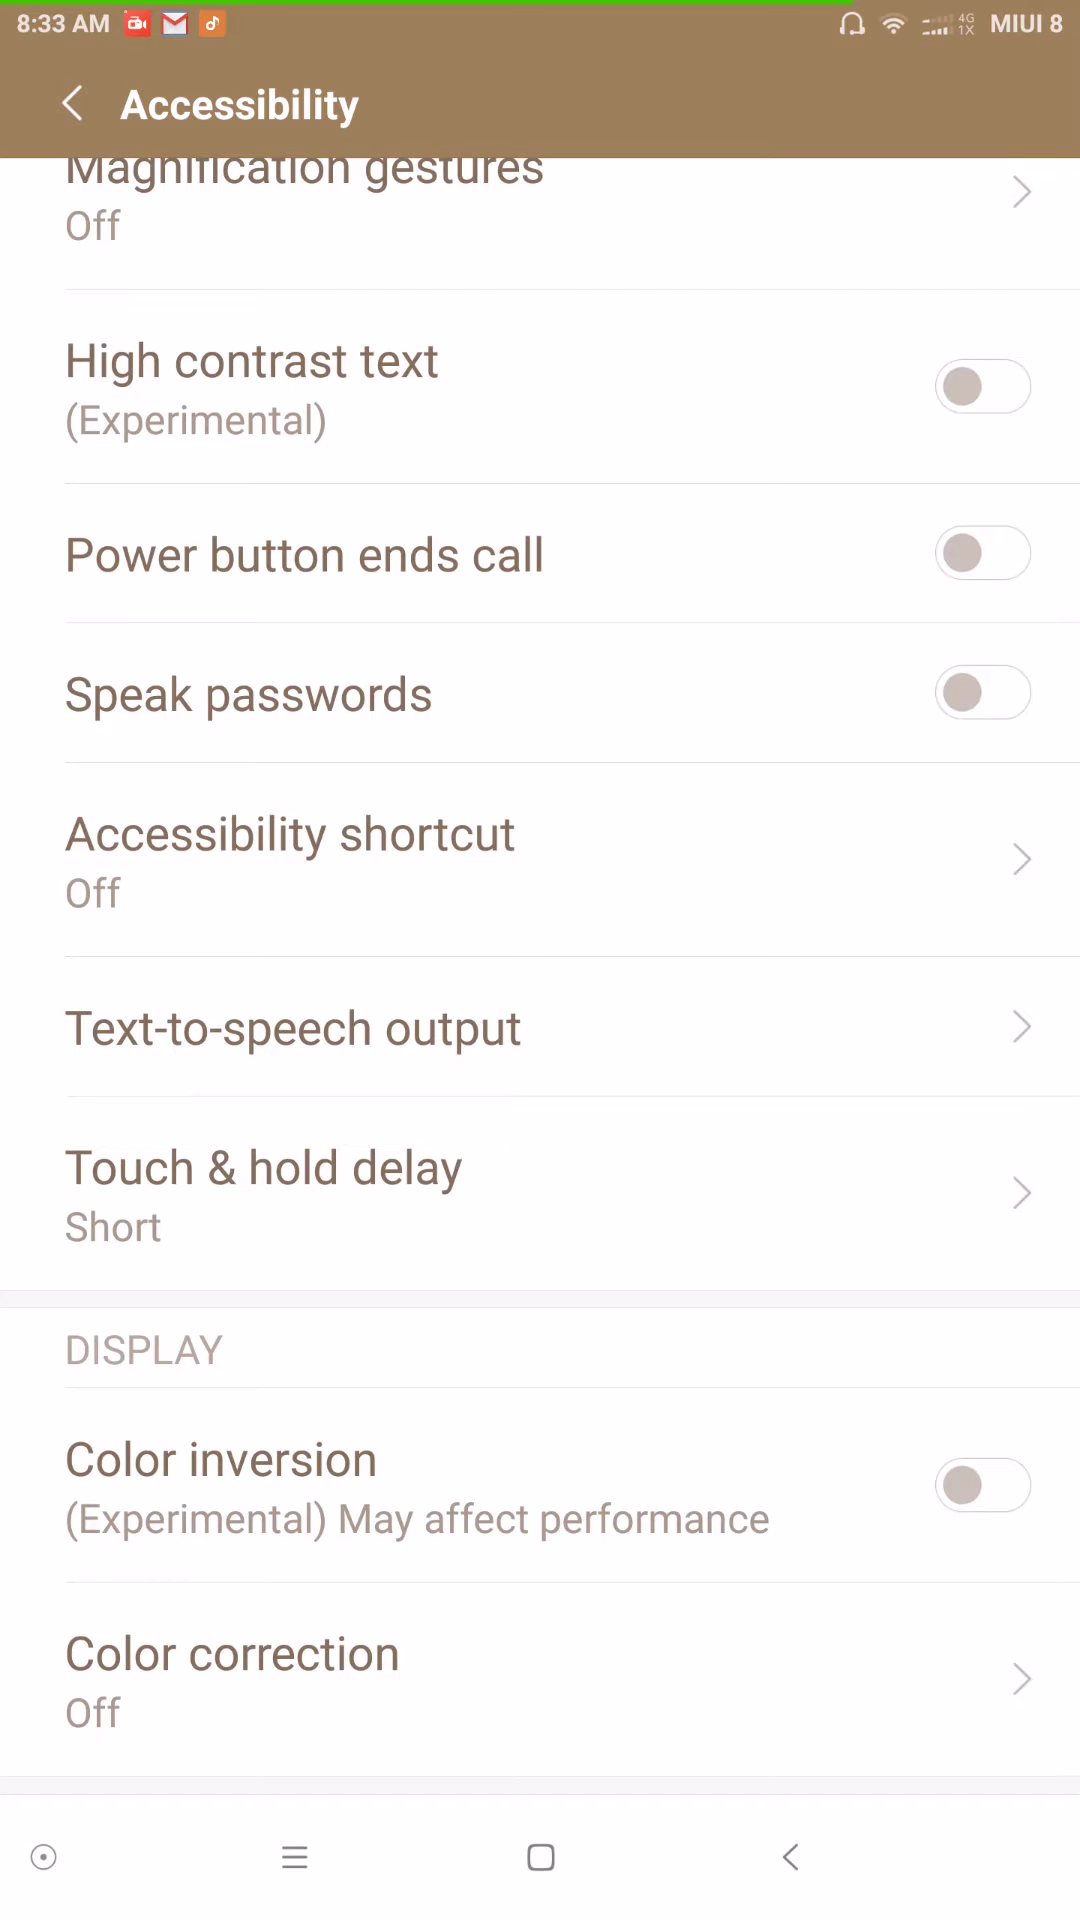 8:33 AM 4G 1X MIUI 8
Accessibility
Magnification gestures
Off
High contrast text
(Experimental)
Power button ends call
Speak passwords
Accessibility shortcut
Off
Text-to-speech output
Touch & hold delay
Short
DISPLAY
Color inversion
(Experimental) May affect performance
Color correction
Off